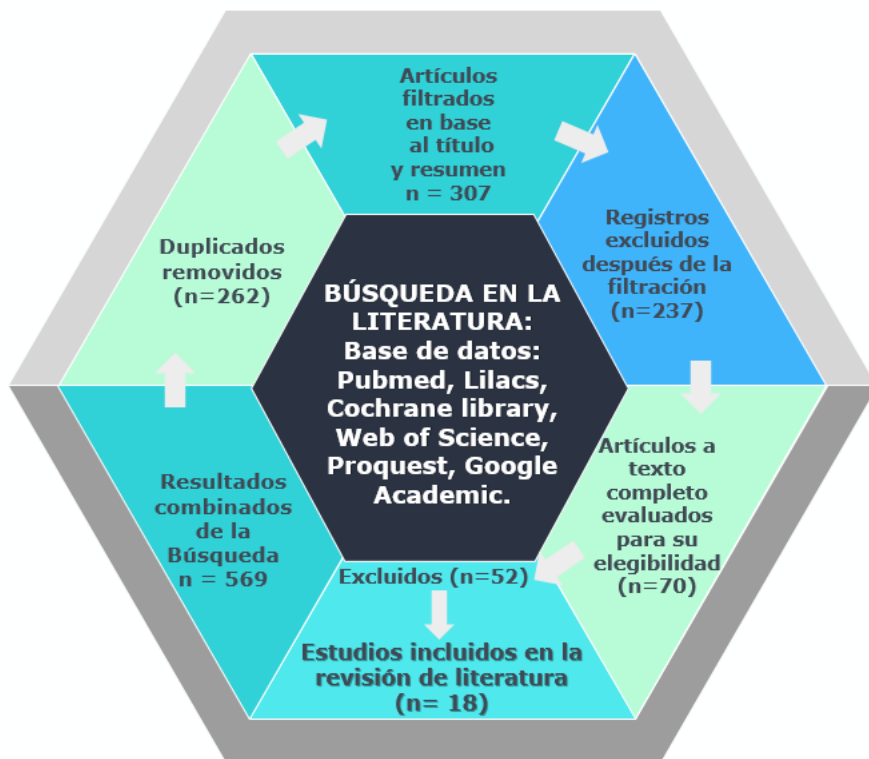 Artículos
filtrados
en base
al título
y resumen
n = 307
Registros
excluidos
después de la
filtración
(n=237)
Duplicados
removidos
(n=262)
BÚSQUEDA EN LA
LITERATURA:
Base de datos:
Pubmed, Lilacs,
Cochrane library,
Web of Science,
Proquest, Google
Academic.
Resultados
combinados
de la
Búsqueda
n = 569
Artículos a
texto
completo
evaluados
para su
elegibilidad
(n=70)
Excluidos (n=52)
Estudios incluidos en la
revisión de literatura
(n= 18)